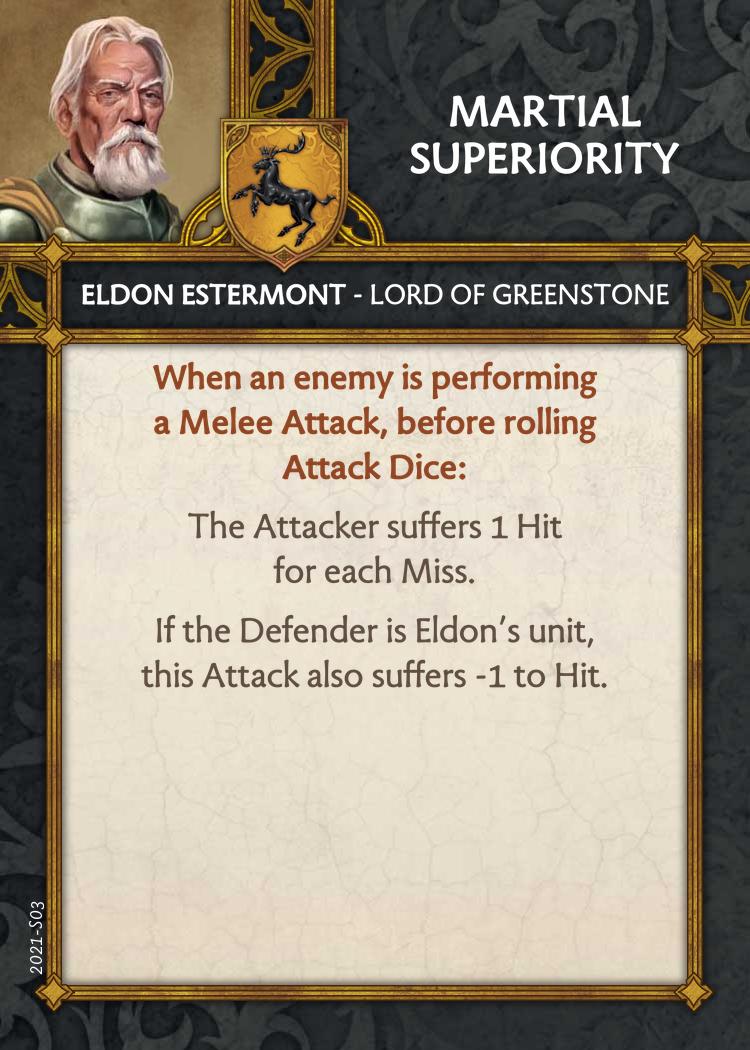 MARTIAL
SUPERIORITY
ELDON ESTERMONT - LORD OF GREENSTONE
When an enemy is performing
a Melee Attack, before rolling
Attack Dice:
The Attacker suffers 1 Hit
for each Miss.
If the Defender is Eldon's unit,
this Attack also suffers -1 to Hit.
2021-S03